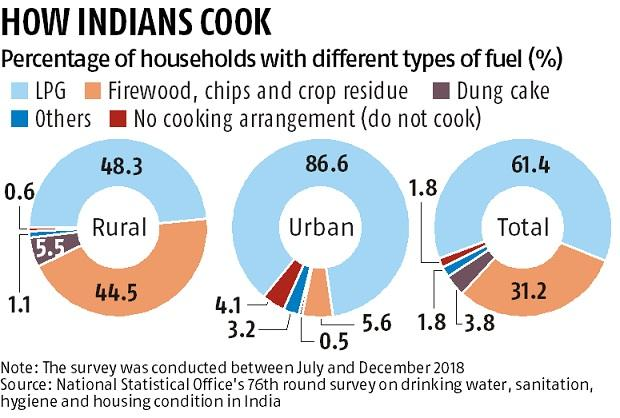 HOW INDIANS COOK
Percentage of households with different types of fuel (%)
LPG Firewood, chips and crop residue Dung cake
Others No cooking arrangement (do not cook)
48.3
0.6
Rural
5.5
1.1
44.5
86.6
Urban
4.1
3.2
0.5
5.6
61.4
1.8
Total
31.2
1.8
3.8
Note: The survey was conducted between July and December 2018
Source: National Statistical Office's 76th round survey on drinking water, sanitation,
hygiene and housing condition in India